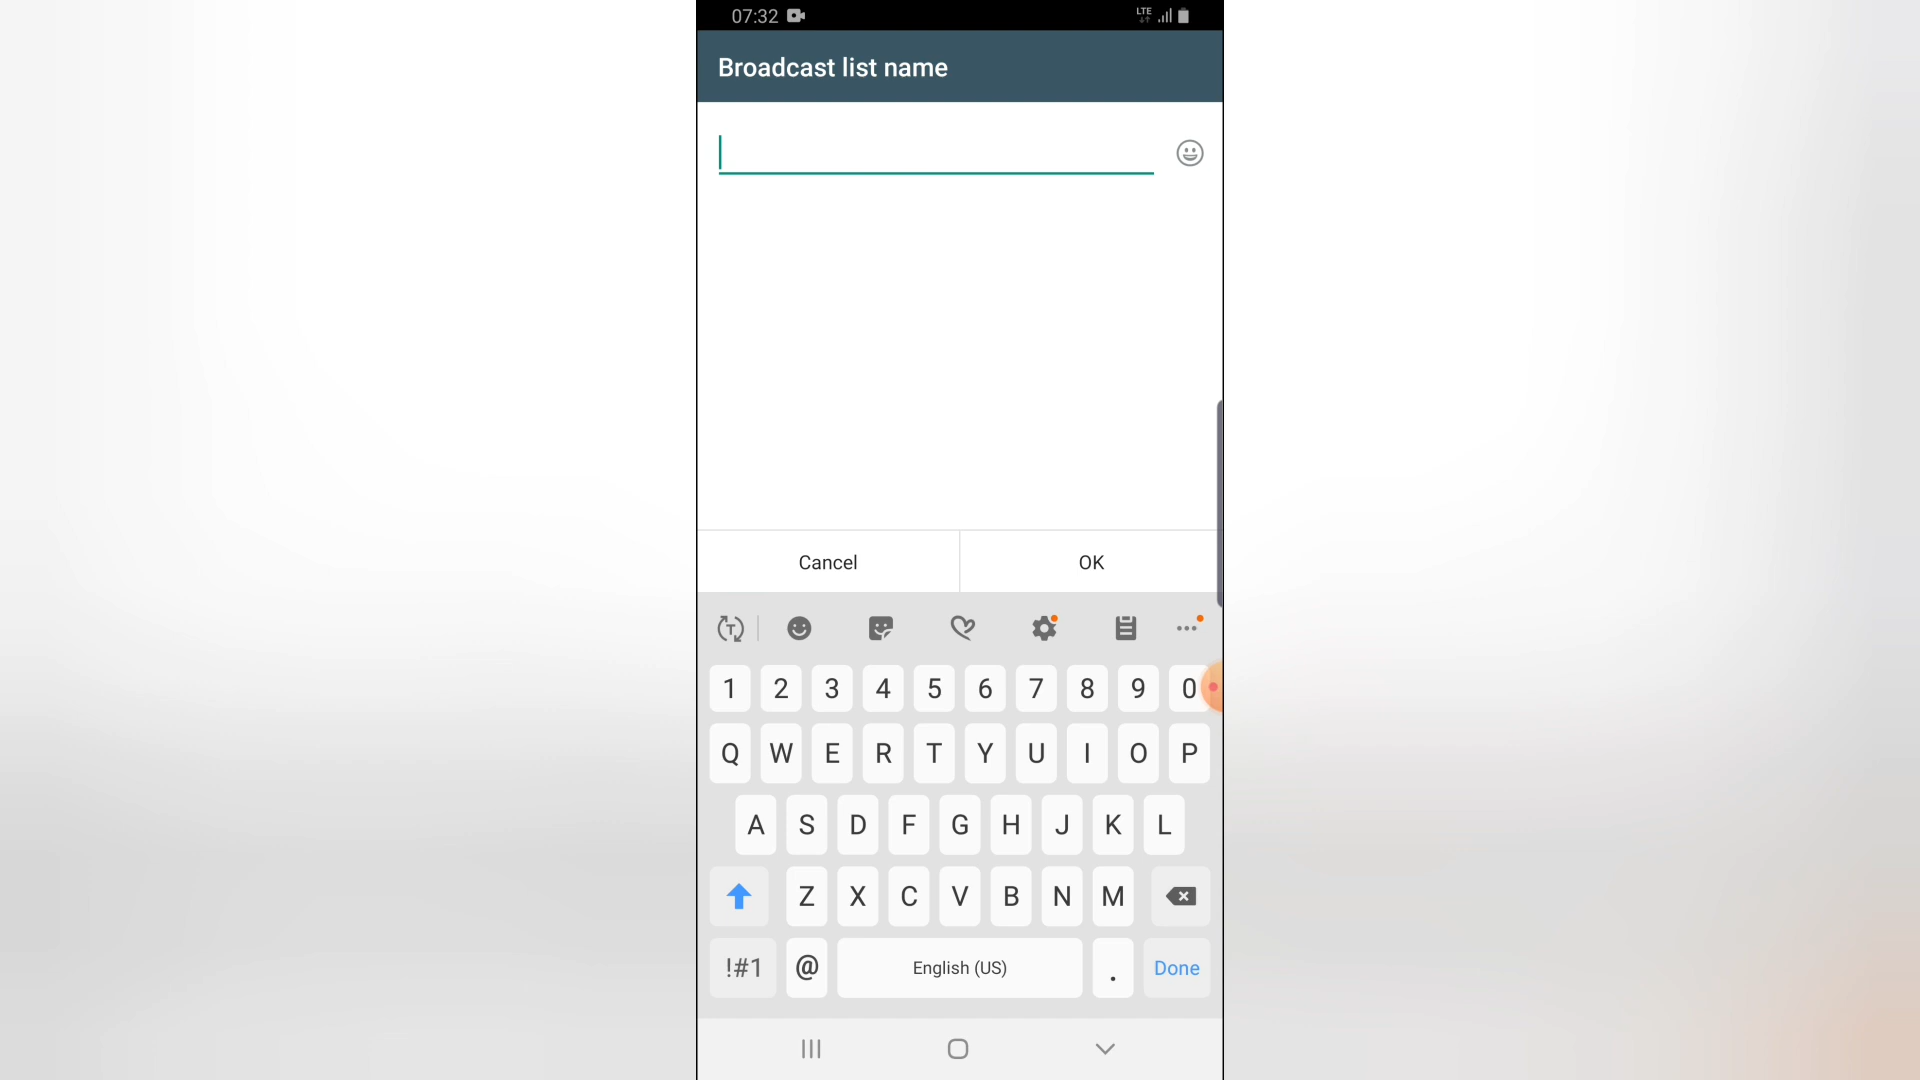 07:32 LTE
Broadcast list name
Cancel OK
1 2 3 4 5 6 7 8 9 0
Q W E R T Y U I O P
A S D F G H J K L
Z X C V B N M
!#1 @ English (US) . Done